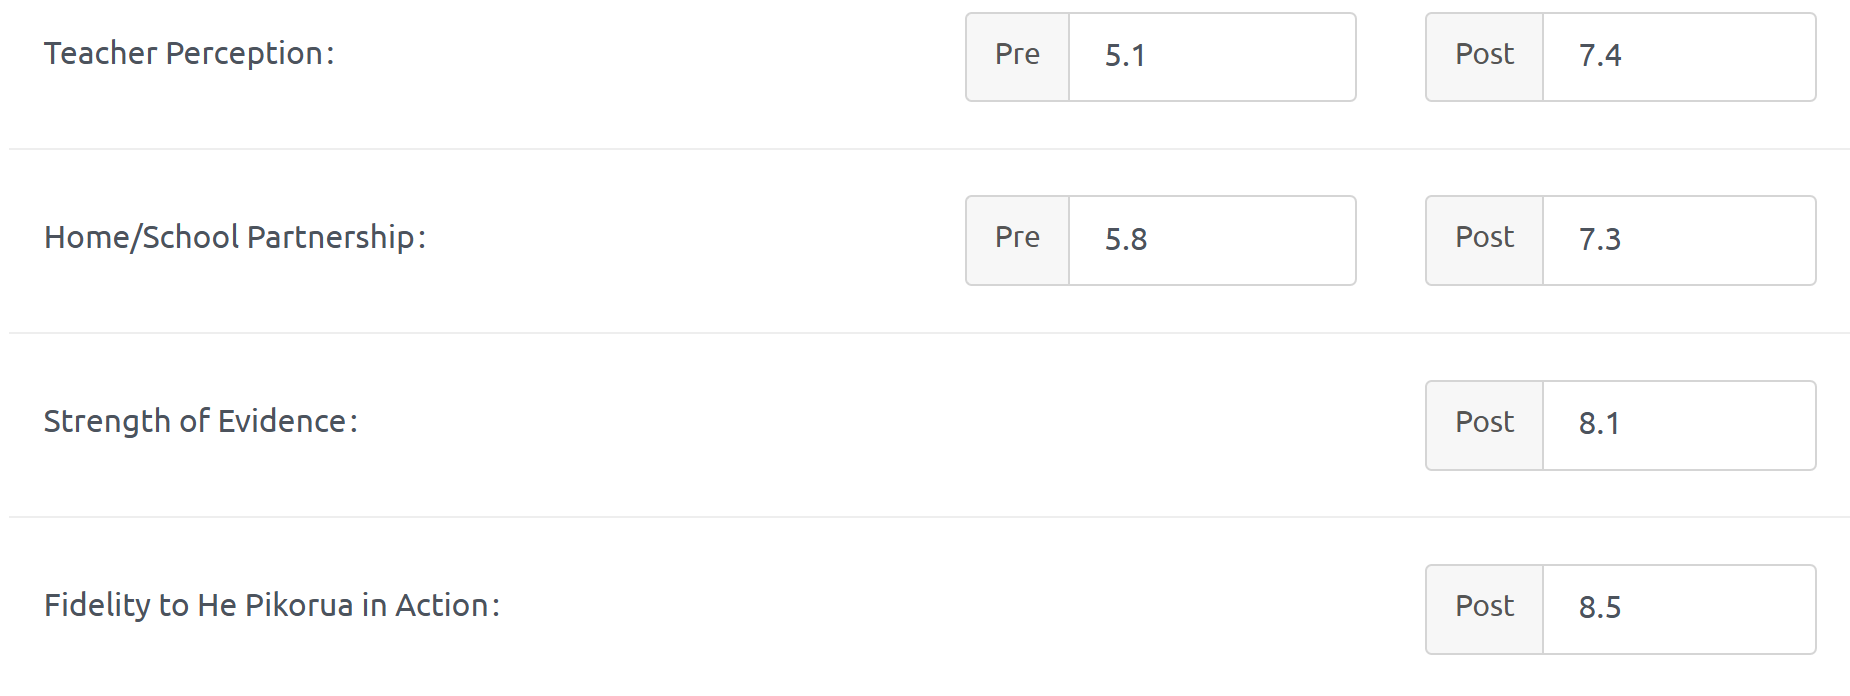 Teacher Perception: Pre 5.1 Post 7.4
Home/School Partnership: Pre 5.8 Post 7.3
Strength of Evidence: Post 8.1
Fidelity to He Pikorua in Action: Post 8.5